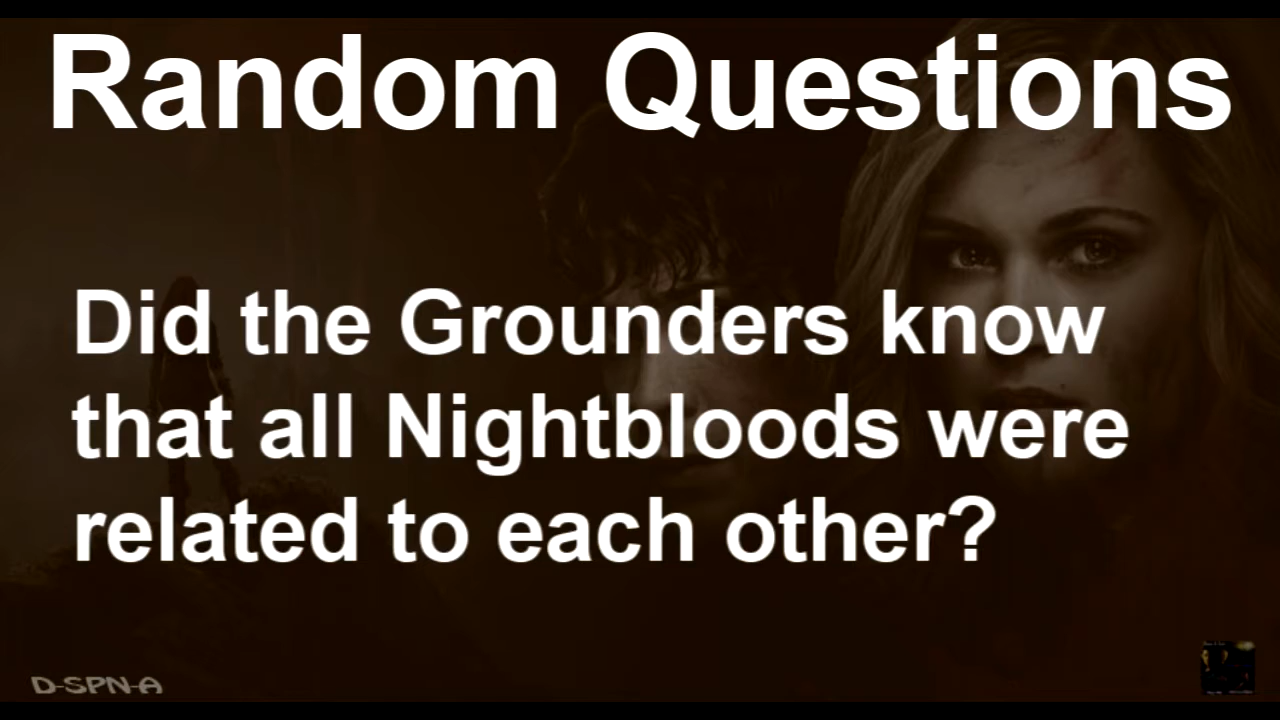 Random Questions
Did the Grounders know
that all Nightbloods were
related to each other?
D-SPN-A